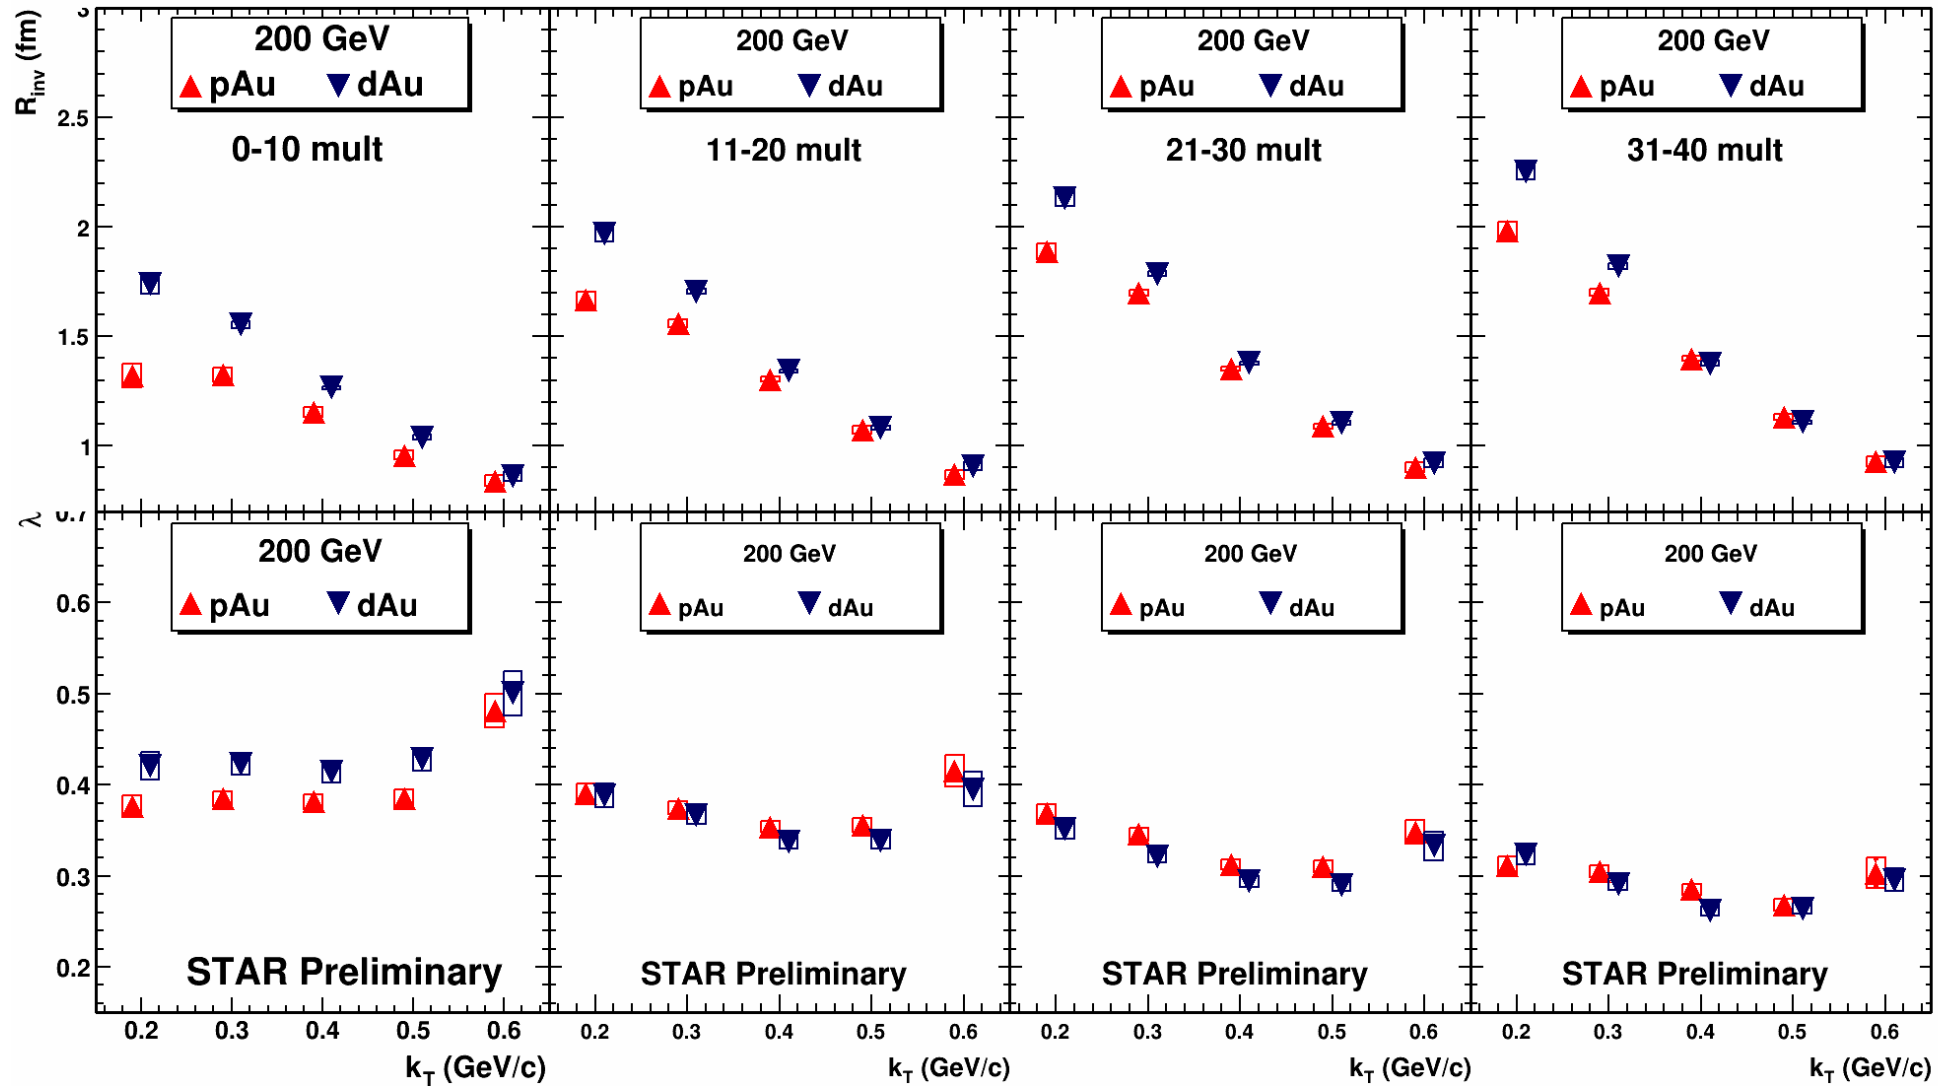 R_inv (fm)
3
2.5
2
1.5
1
200 GeV
pAu dAu
0-10 mult
200 GeV
pAu dAu
11-20 mult
200 GeV
pAu dAu
21-30 mult
200 GeV
pAu dAu
31-40 mult
λ
0.7
0.6
0.5
0.4
0.3
0.2
200 GeV
pAu dAu
STAR Preliminary
200 GeV
pAu dAu
STAR Preliminary
200 GeV
pAu dAu
STAR Preliminary
200 GeV
pAu dAu
STAR Preliminary
0.2 0.3 0.4 0.5 0.6
k_T (GeV/c)
0.2 0.3 0.4 0.5 0.6
k_T (GeV/c)
0.2 0.3 0.4 0.5 0.6
k_T (GeV/c)
0.2 0.3 0.4 0.5 0.6
k_T (GeV/c)